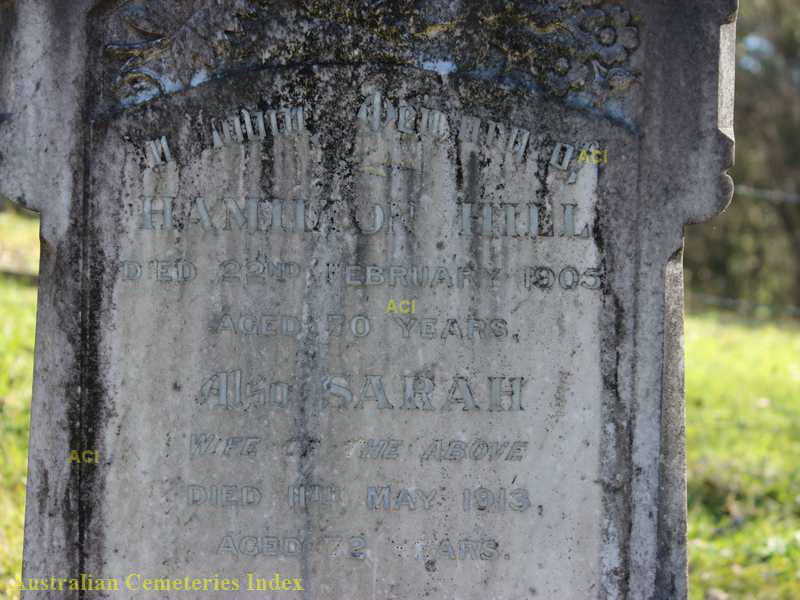 In Loving Memory of,
HAMILTON HILL
DIED 22ND FEBRUARY 1905
AGED 70 YEARS.
Also SARAH
WIFE OF THE ABOVE
DIED 11TH MAY 1913,
AGED 72 YEARS.
ACI
ACI
ACI
Australian Cemeteries Index